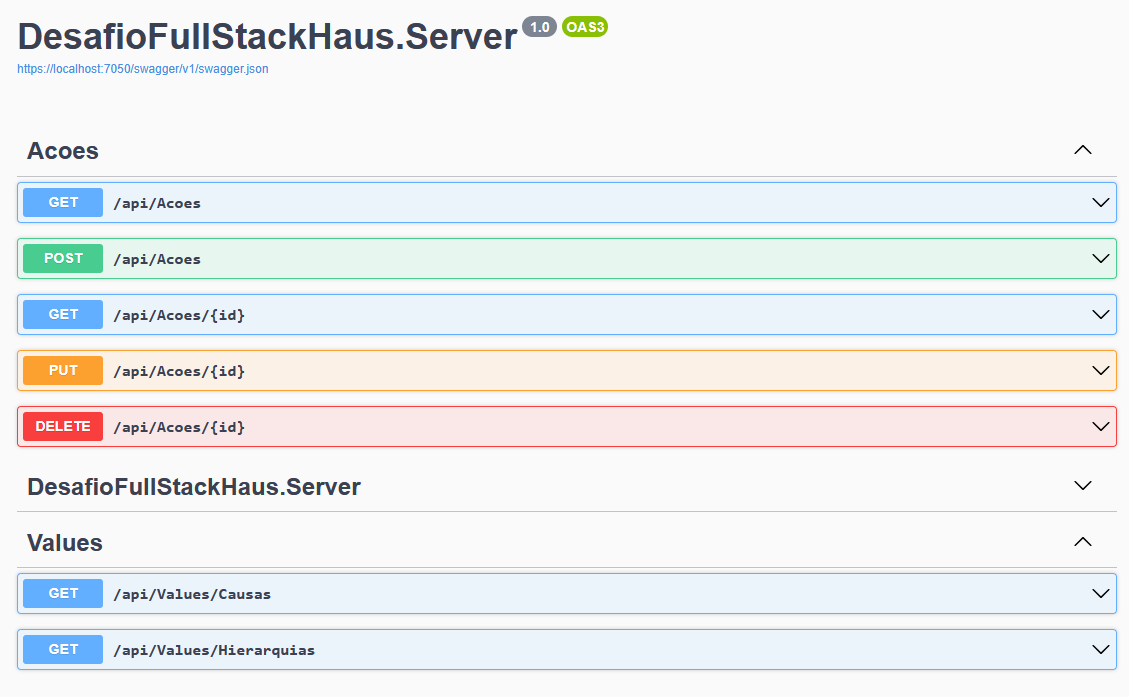 DesafioFullStackHaus.Server 1.0 OAS3
https://localhost:7050/swagger/v1/swagger.json
Acoes
GET /api/Acoes
POST /api/Acoes
GET /api/Acoes/{id}
PUT /api/Acoes/{id}
DELETE /api/Acoes/{id}
DesafioFullStackHaus.Server
Values
GET /api/Values/Causas
GET /api/Values/Hierarquias